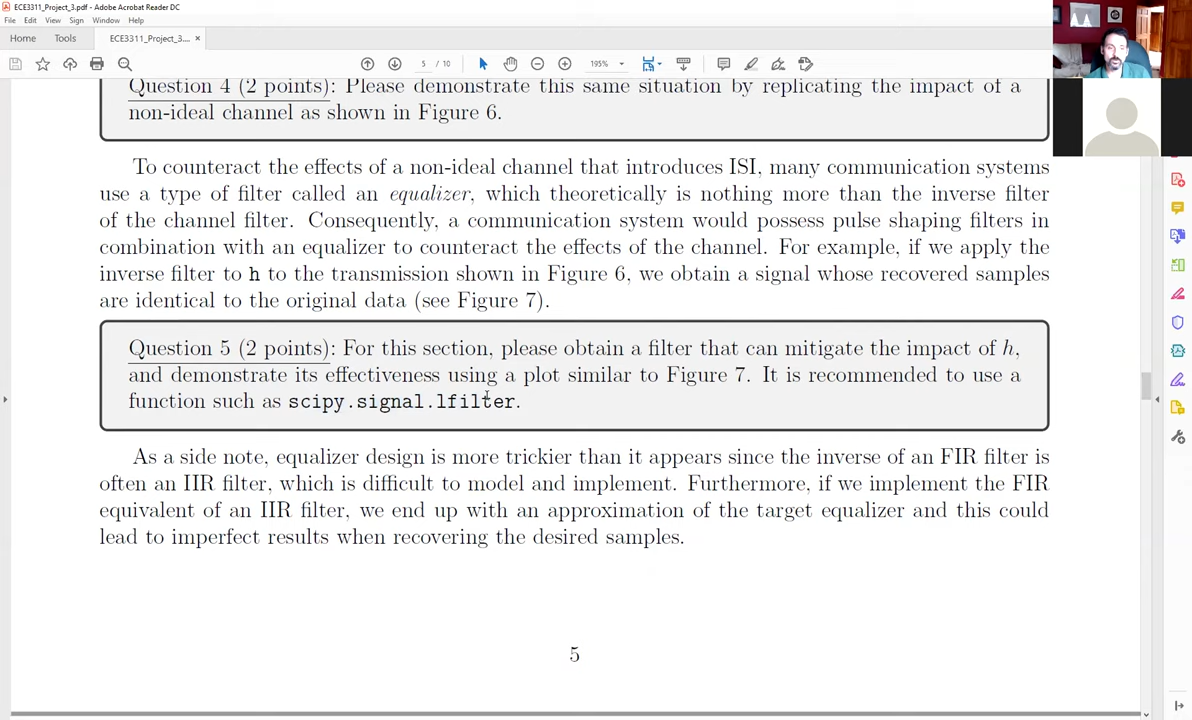 ECE3311_Project_3.pdf - Adobe Acrobat Reader DC
File Edit View Sign Window Help
Home Tools ECE3311_Project_3.... ×
5 / 10 195%
Question 4 (2 points): Please demonstrate this same situation by replicating the impact of a
non-ideal channel as shown in Figure 6.
To counteract the effects of a non-ideal channel that introduces ISI, many communication systems
use a type of filter called an equalizer, which theoretically is nothing more than the inverse filter
of the channel filter. Consequently, a communication system would possess pulse shaping filters in
combination with an equalizer to counteract the effects of the channel. For example, if we apply the
inverse filter to h to the transmission shown in Figure 6, we obtain a signal whose recovered samples
are identical to the original data (see Figure 7).
Question 5 (2 points): For this section, please obtain a filter that can mitigate the impact of h,
and demonstrate its effectiveness using a plot similar to Figure 7. It is recommended to use a
function such as scipy.signal.lfilter.
As a side note, equalizer design is more trickier than it appears since the inverse of an FIR filter is
often an IIR filter, which is difficult to model and implement. Furthermore, if we implement the FIR
equivalent of an IIR filter, we end up with an approximation of the target equalizer and this could
lead to imperfect results when recovering the desired samples.
5